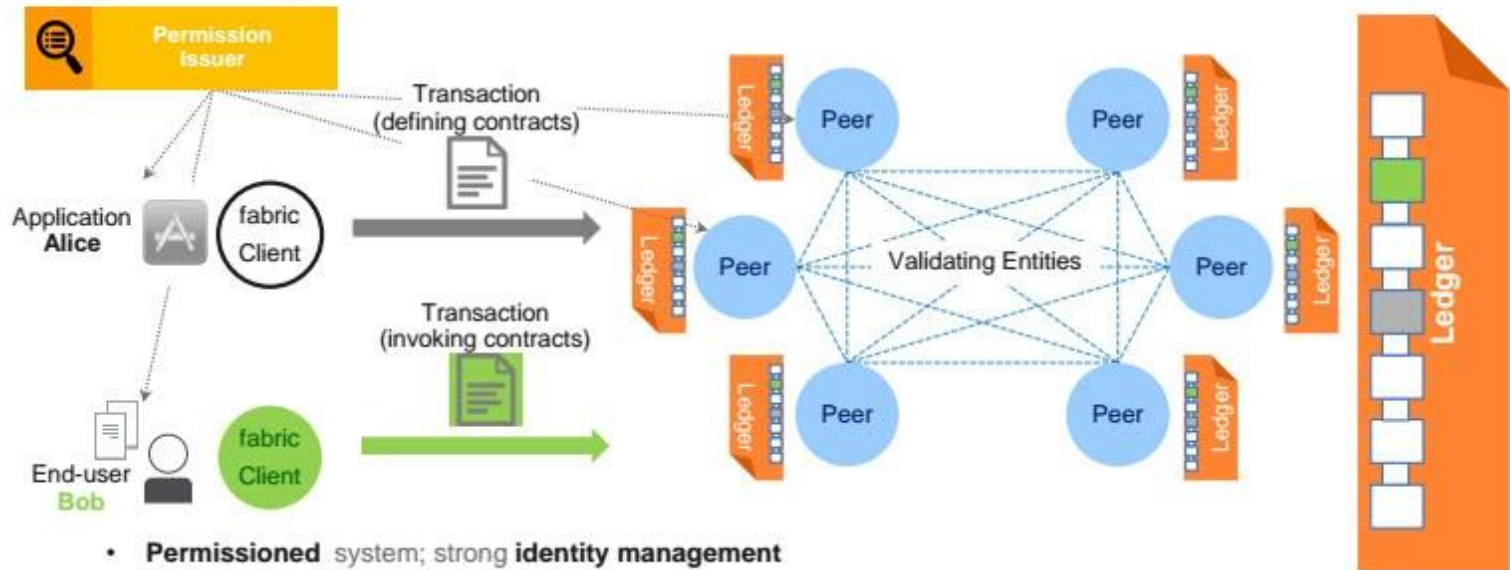 Permission
Issuer
Transaction
(defining contracts)
Application
Alice
fabric
Client
Transaction
(invoking contracts)
End-user
Bob
fabric
Client
Ledger
Peer
Peer
Ledger
Ledger
Peer
Validating Entities
Peer
Ledger
Ledger
Peer
Peer
Ledger
Ledger
• Permissioned system; strong identity management